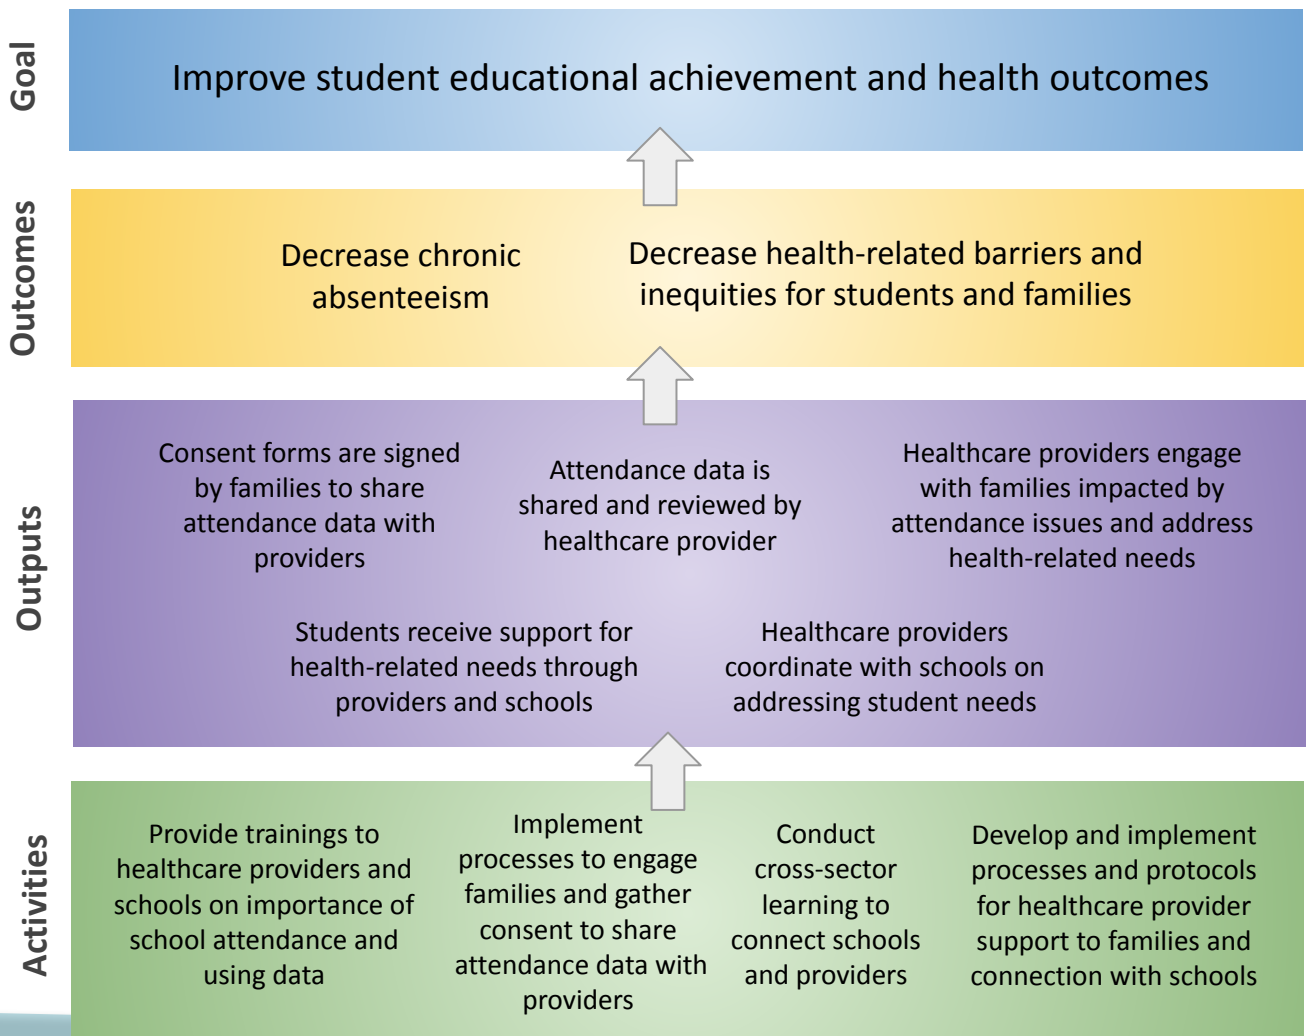 Goal
Improve student educational achievement and health outcomes
Outcomes
Decrease chronic
absenteeism
Decrease health-related barriers and
inequities for students and families
Outputs
Consent forms are signed
by families to share
attendance data with
providers
Attendance data is
shared and reviewed by
healthcare provider
Healthcare providers engage
with families impacted by
attendance issues and address
health-related needs
Students receive support for
health-related needs through
providers and schools
Healthcare providers
coordinate with schools on
addressing student needs
Activities
Provide trainings to
healthcare providers and
schools on importance of
school attendance and
using data
Implement
processes to engage
families and gather
consent to share
attendance data with
providers
Conduct
cross-sector
learning to
connect schools
and providers
Develop and implement
processes and protocols
for healthcare provider
support to families and
connection with schools